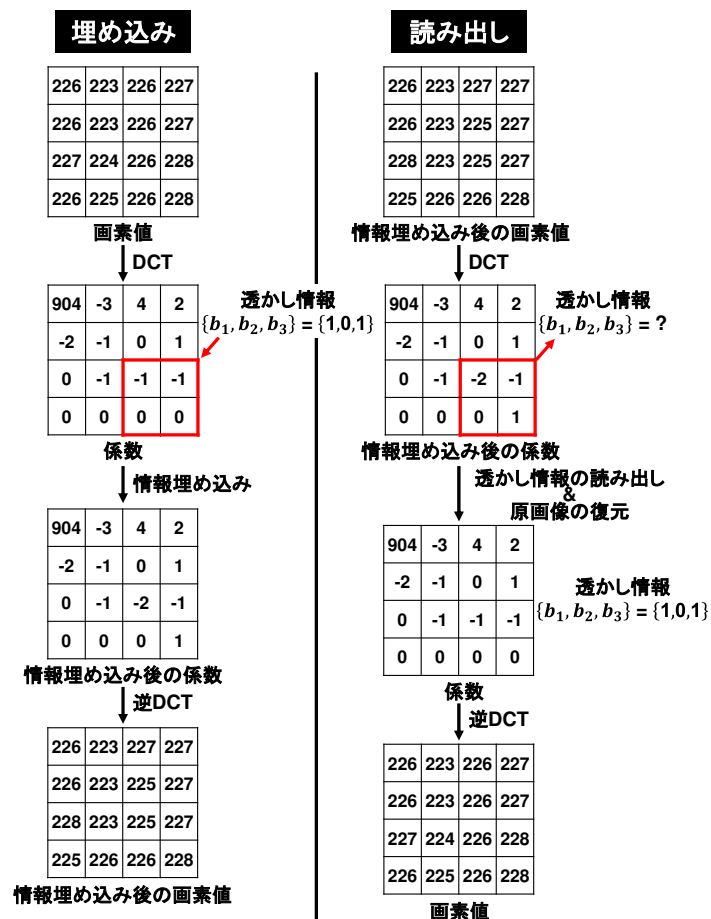 埋め込み
226 223 226 227
226 223 226 227
227 224 226 228
226 225 226 228
画素値
DCT
904 -3 4 2
-2 -1 0 1
0 -1 -1 -1
0 0 0 0
透かし情報
{b₁, b₂, b₃} = {1,0,1}
係数
情報埋め込み
904 -3 4 2
-2 -1 0 1
0 -1 -2 -1
0 0 0 1
情報埋め込み後の係数
逆DCT
226 223 227 227
226 223 225 227
228 223 225 227
225 226 226 228
情報埋め込み後の画素値
読み出し
226 223 227 227
226 223 225 227
228 223 225 227
225 226 226 228
情報埋め込み後の画素値
DCT
904 -3 4 2
-2 -1 0 1
0 -1 -2 -1
0 0 0 1
透かし情報
{b₁, b₂, b₃} = ?
情報埋め込み後の係数
透かし情報の読み出し
&
原画像の復元
904 -3 4 2
-2 -1 0 1
0 -1 -1 -1
0 0 0 0
透かし情報
{b₁, b₂, b₃} = {1,0,1}
係数
逆DCT
226 223 226 227
226 223 226 227
227 224 226 228
226 225 226 228
画素値